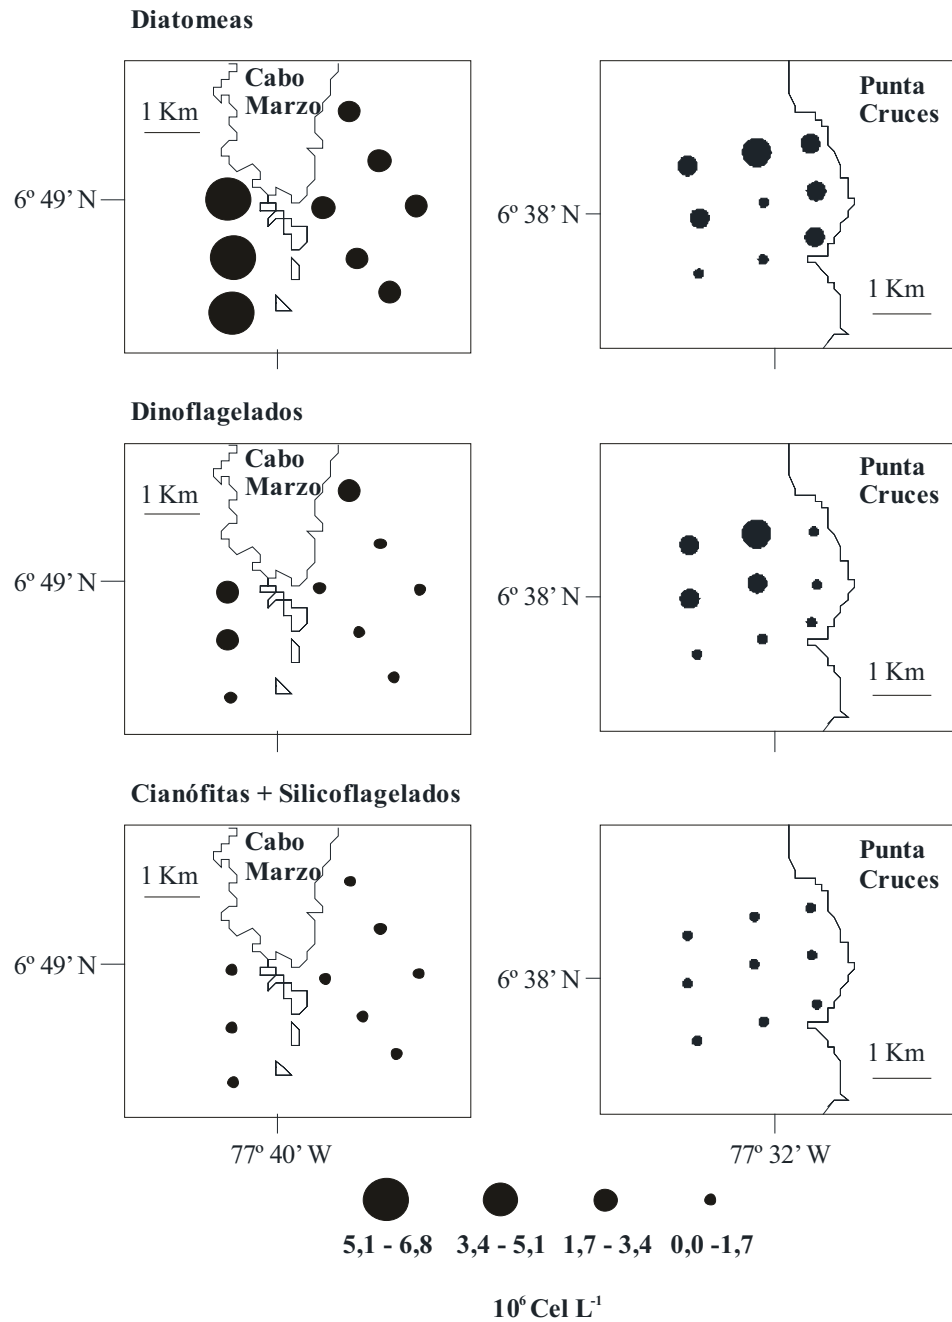 Diatomeas
Cabo
Marzo
1 Km
6º 49’ N
Punta
Cruces
6º 38’ N
1 Km
Dinoflagelados
Cabo
Marzo
1 Km
6º 49’ N
Punta
Cruces
6º 38’ N
1 Km
Cianófitas + Silicoflagelados
Cabo
Marzo
1 Km
6º 49’ N
Punta
Cruces
6º 38’ N
1 Km
77º 40’ W
77º 32’ W
5,1 - 6,8 3,4 - 5,1 1,7 - 3,4 0,0 -1,7
10⁶ Cel L⁻¹